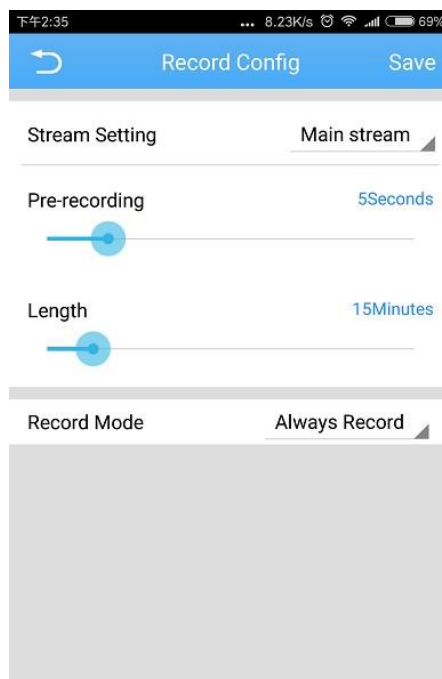 下午2:35 ... 8.23K/s 69%
Record Config Save
Stream Setting Main stream
Pre-recording 5Seconds
Length 15Minutes
Record Mode Always Record